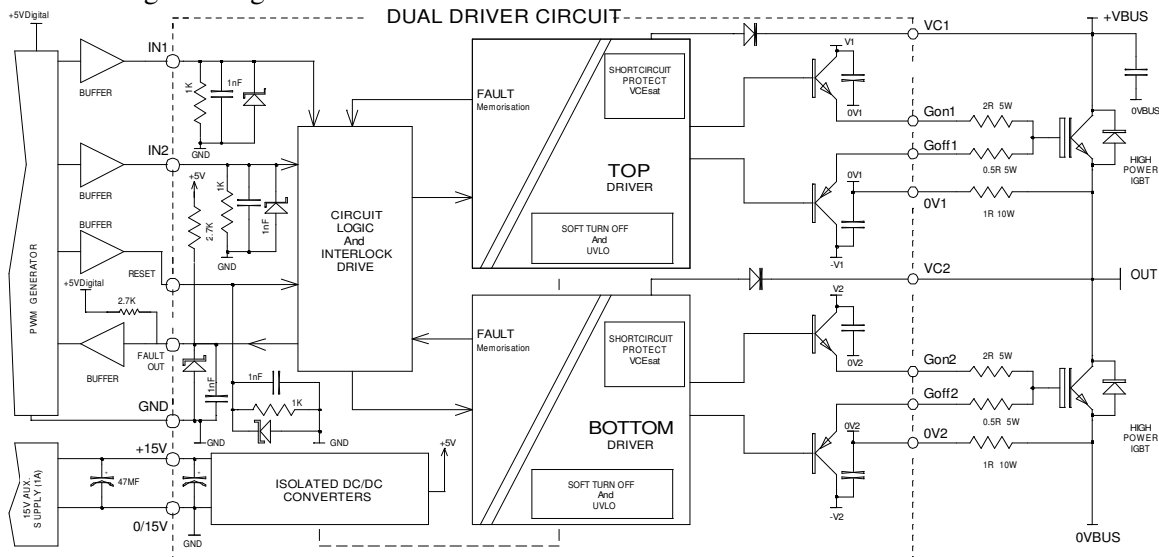 DUAL DRIVER CIRCUIT
+5VDigital
IN1
BUFFER
1K
1nF
GND
IN2
BUFFER
+5V
2.7K
1K
1nF
GND
BUFFER
RESET
+5VDigital
2.7K
BUFFER
FAULT
OUT
PWM GENERATOR
GND
GND
1nF
1nF
1K
GND
+15V
47MF
0/15V
GND
15V AUX.
SUPPLY (1A)
ISOLATED DC/DC
CONVERTERS
+5V
CIRCUIT
LOGIC
And
INTERLOCK
DRIVE
FAULT
Memorisation
SHORTCIRCUIT
PROTECT
VCEsat
TOP
DRIVER
SOFT TURN OFF
And
UVLO
FAULT
Memorisation
SHORTCIRCUIT
PROTECT
VCEsat
BOTTOM
DRIVER
SOFT TURN OFF
And
UVLO
V1
0V1
0V1
-V1
V2
0V2
0V2
-V2
VC1
Gon1
2R 5W
Goff1
0.5R 5W
0V1
1R 10W
VC2
Gon2
2R 5W
Goff2
0.5R 5W
0V2
1R 10W
+VBUS
0VBUS
HIGH
POWER
IGBT
OUT
HIGH
POWER
IGBT
0VBUS